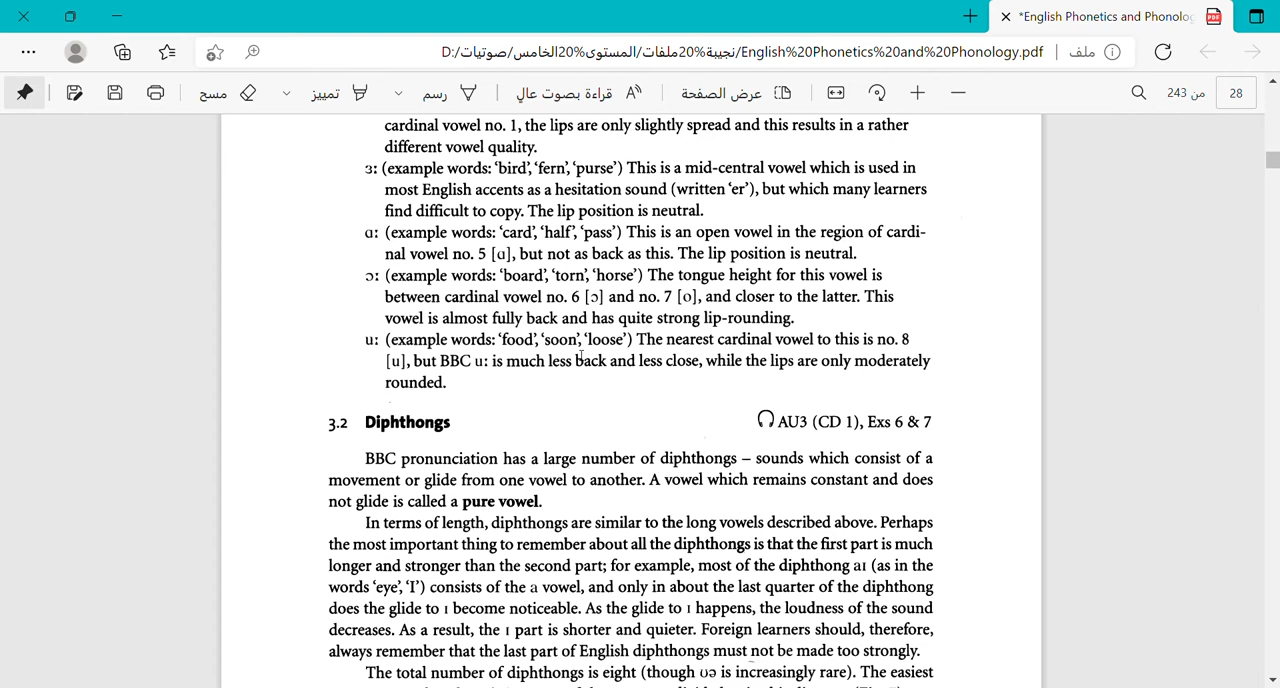 *English Phonetics and Phonolog
D:/نجيبة%20ملفات/المستوى%20الخامس/صوتيات/English%20Phonetics%20and%20Phonology.pdf
ملف
مسح
تمييز
رسم
قراءة بصوت عالٍ
عرض الصفحة
من 243
28
cardinal vowel no. 1, the lips are only slightly spread and this results in a rather
different vowel quality.
ɜː (example words: ‘bird’, ‘fern’, ‘purse’) This is a mid-central vowel which is used in
most English accents as a hesitation sound (written ‘er’), but which many learners
find difficult to copy. The lip position is neutral.
ɑː (example words: ‘card’, ‘half’, ‘pass’) This is an open vowel in the region of cardi-
nal vowel no. 5 [ɑ], but not as back as this. The lip position is neutral.
ɔː (example words: ‘board’, ‘torn’, ‘horse’) The tongue height for this vowel is
between cardinal vowel no. 6 [ɔ] and no. 7 [o], and closer to the latter. This
vowel is almost fully back and has quite strong lip-rounding.
uː (example words: ‘food’, ‘soon’, ‘loose’) The nearest cardinal vowel to this is no. 8
[u], but BBC uː is much less back and less close, while the lips are only moderately
rounded.
3.2 Diphthongs AU3 (CD 1), Exs 6 & 7
BBC pronunciation has a large number of diphthongs – sounds which consist of a
movement or glide from one vowel to another. A vowel which remains constant and does
not glide is called a pure vowel.
In terms of length, diphthongs are similar to the long vowels described above. Perhaps
the most important thing to remember about all the diphthongs is that the first part is much
longer and stronger than the second part; for example, most of the diphthong aɪ (as in the
words ‘eye’, ‘I’) consists of the a vowel, and only in about the last quarter of the diphthong
does the glide to ɪ become noticeable. As the glide to ɪ happens, the loudness of the sound
decreases. As a result, the ɪ part is shorter and quieter. Foreign learners should, therefore,
always remember that the last part of English diphthongs must not be made too strongly.
The total number of diphthongs is eight (though ʊə is increasingly rare). The easiest